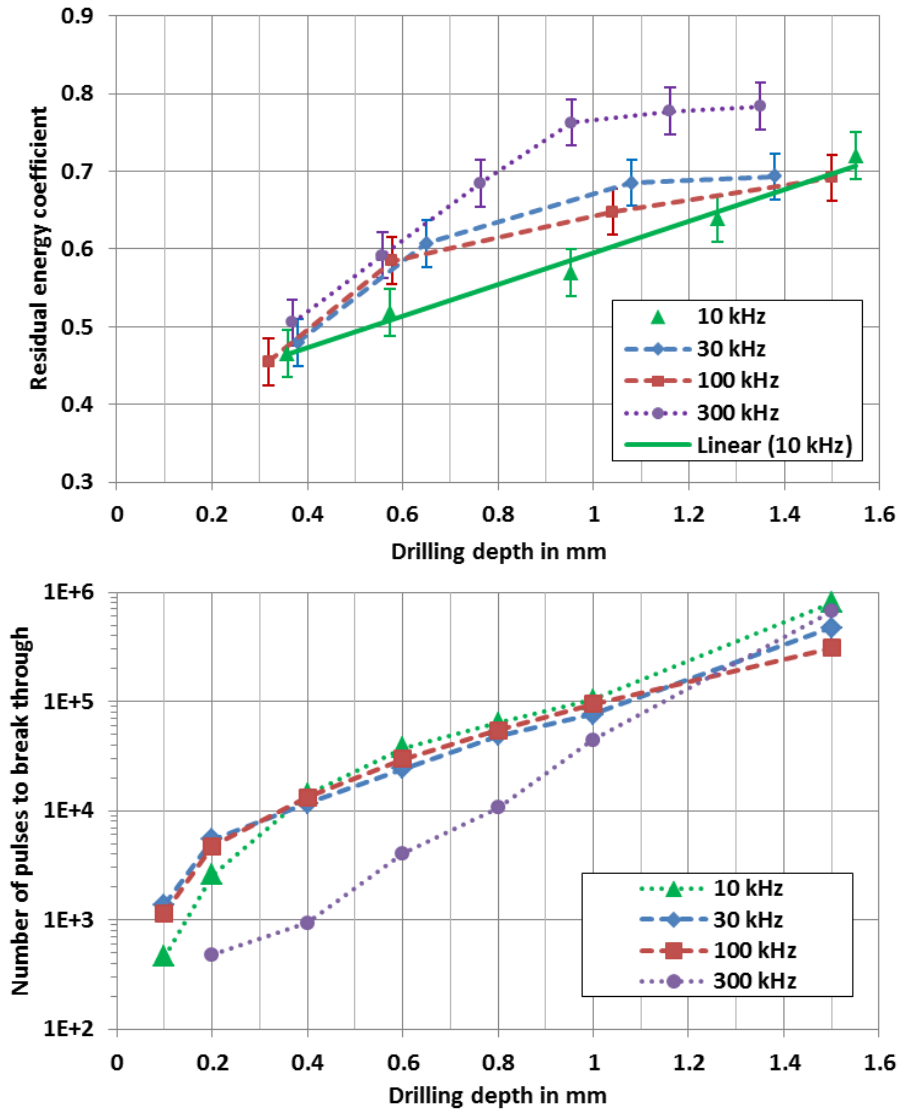 0.9
0.8
0.7
0.6
0.5
0.4
0.3
Residual energy coefficient
10 kHz
30 kHz
100 kHz
300 kHz
Linear (10 kHz)
0 0.2 0.4 0.6 0.8 1 1.2 1.4 1.6
Drilling depth in mm
1E+6
1E+5
1E+4
1E+3
1E+2
Number of pulses to break through
10 kHz
30 kHz
100 kHz
300 kHz
0 0.2 0.4 0.6 0.8 1 1.2 1.4 1.6
Drilling depth in mm